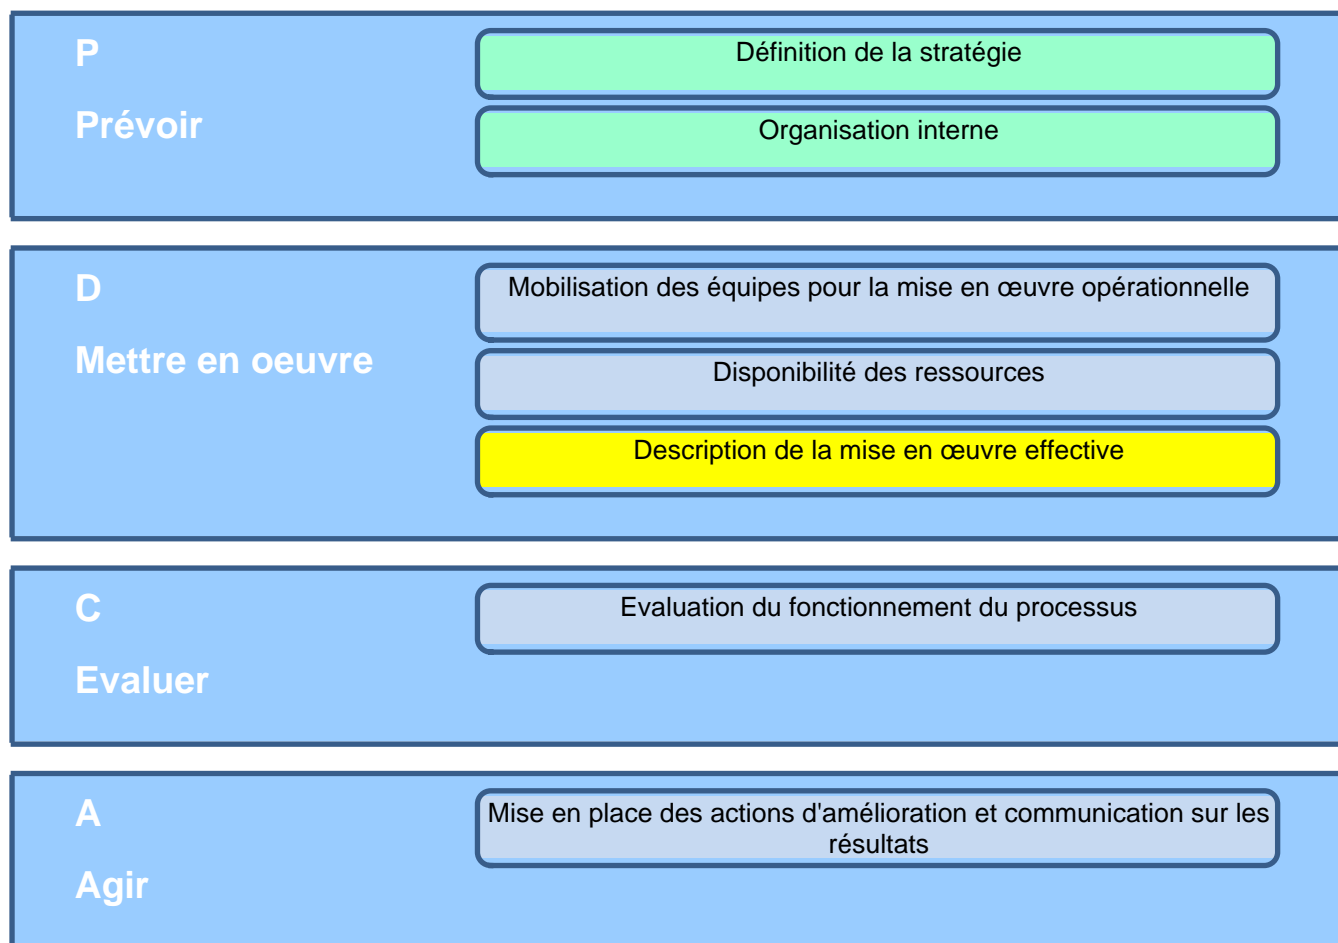 P
Prévoir
Définition de la stratégie
Organisation interne
D
Mettre en oeuvre
Mobilisation des équipes pour la mise en œuvre opérationnelle
Disponibilité des ressources
Description de la mise en œuvre effective
C
Evaluer
Evaluation du fonctionnement du processus
A
Agir
Mise en place des actions d'amélioration et communication sur les
résultats